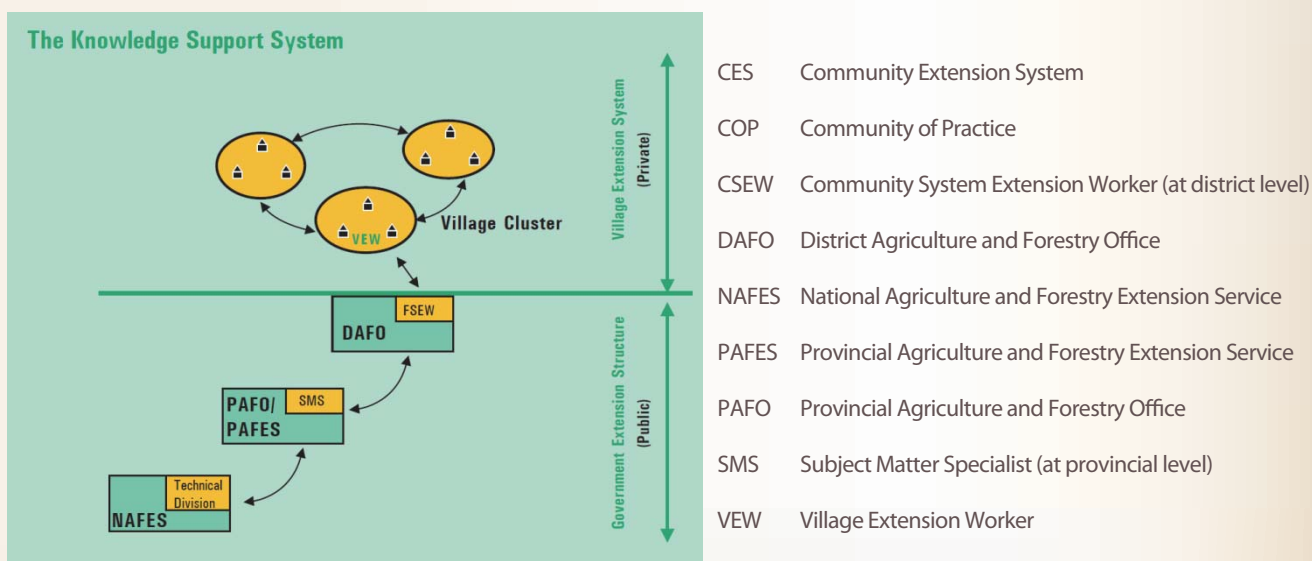 The Knowledge Support System
Village Extension System
(Private)
VEW
Village Cluster
FSEW
DAFO
PAFO/
PAFES
SMS
Technical
Division
NAFES
Government Extension Structure
(Public)
CES Community Extension System
COP Community of Practice
CSEW Community System Extension Worker (at district level)
DAFO District Agriculture and Forestry Office
NAFES National Agriculture and Forestry Extension Service
PAFES Provincial Agriculture and Forestry Extension Service
PAFO Provincial Agriculture and Forestry Office
SMS Subject Matter Specialist (at provincial level)
VEW Village Extension Worker